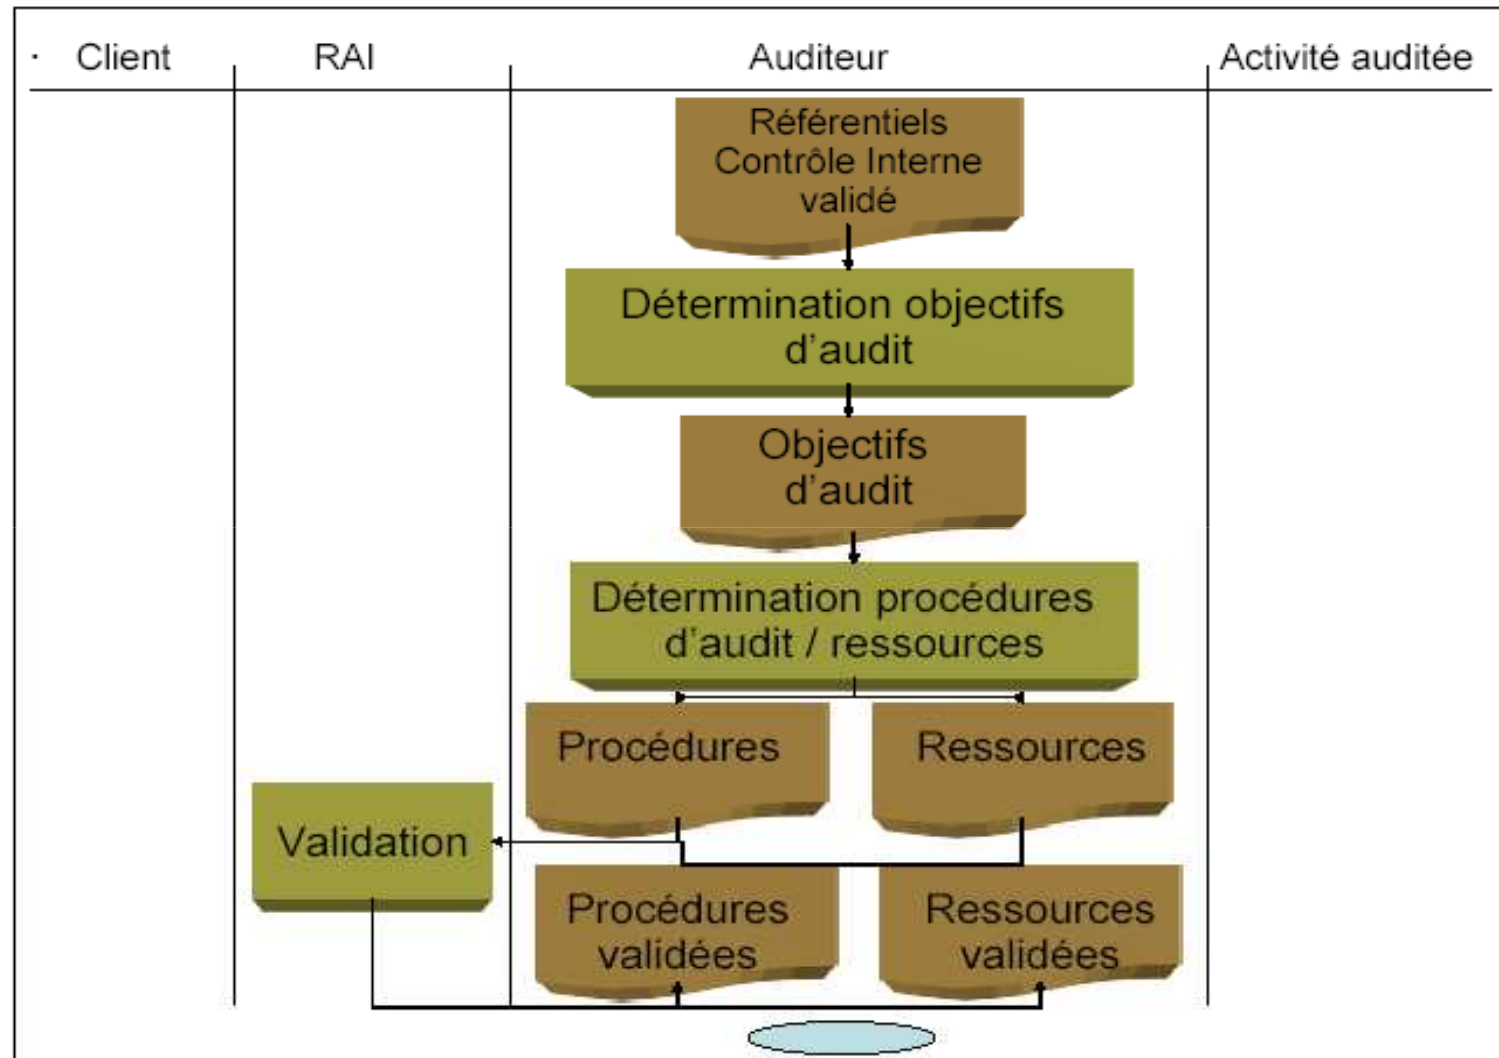 · Client RAI Auditeur Activité auditée
Référentiels
Contrôle Interne
validé
Détermination objectifs
d'audit
Objectifs
d'audit
Détermination procédures
d'audit / ressources
Procédures
Ressources
Validation
Procédures
validées
Ressources
validées